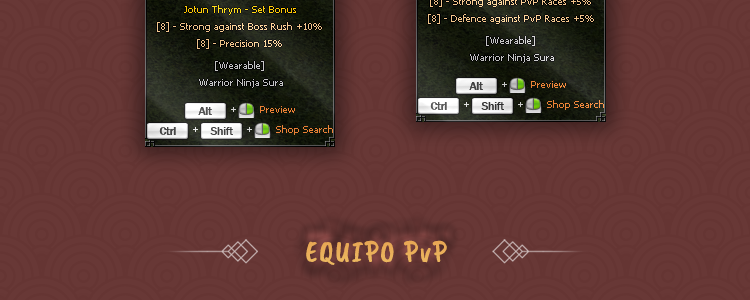 Jotun Thrym - Set Bonus
[8] - Strong against Boss Rush +10%
[8] - Precision 15%
[Wearable]
Warrior Ninja Sura
Alt + Preview
Ctrl + Shift + Shop Search
[8] - Strong against PvP Races +5%
[8] - Defence against PvP Races +5%
[Wearable]
Warrior Ninja Sura
Alt + Preview
Ctrl + Shift + Shop Search
EQUIPO PvP